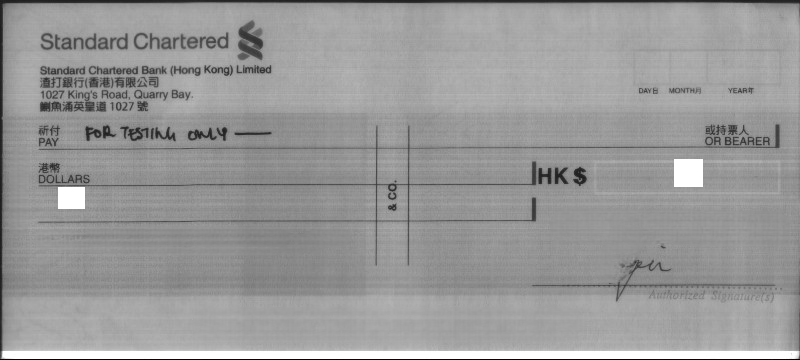 Standard Chartered
Standard Chartered Bank (Hong Kong) Limited
渣打銀行(香港)有限公司
1027 King's Road, Quarry Bay.
鰂魚涌英皇道 1027 號
DAY日 MONTH月 YEAR年
祈付
PAY
FOR TESTING ONLY
或持票人
OR BEARER
港幣
DOLLARS
HK $
& CO.
Authorized Signature(s)